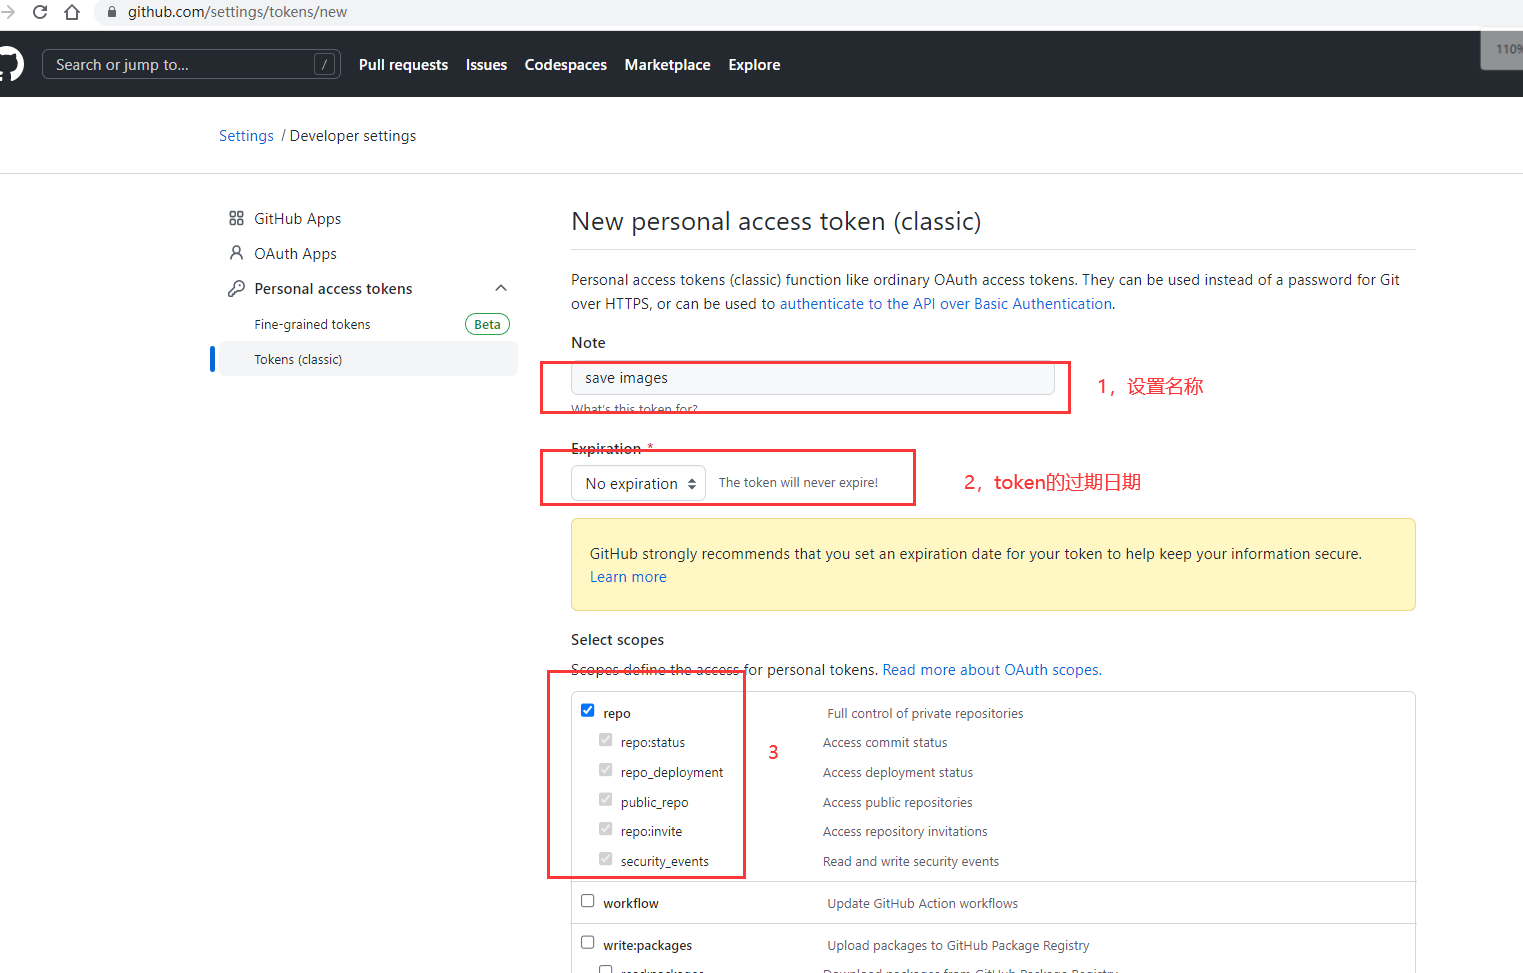 github.com/settings/tokens/new
110%
Search or jump to... /
Pull requests Issues Codespaces Marketplace Explore
Settings / Developer settings
GitHub Apps
OAuth Apps
Personal access tokens
Fine-grained tokens Beta
Tokens (classic)
New personal access token (classic)
Personal access tokens (classic) function like ordinary OAuth access tokens. They can be used instead of a password for Git
over HTTPS, or can be used to authenticate to the API over Basic Authentication.
Note
save images
What's this token for?
1，设置名称
Expiration *
No expiration The token will never expire!
2，token的过期日期
GitHub strongly recommends that you set an expiration date for your token to help keep your information secure.
Learn more
Select scopes
Scopes define the access for personal tokens. Read more about OAuth scopes.
repo Full control of private repositories
repo:status Access commit status
3
repo_deployment Access deployment status
public_repo Access public repositories
repo:invite Access repository invitations
security_events Read and write security events
workflow Update GitHub Action workflows
write:packages Upload packages to GitHub Package Registry
read:packages Download packages from GitHub Package Registry